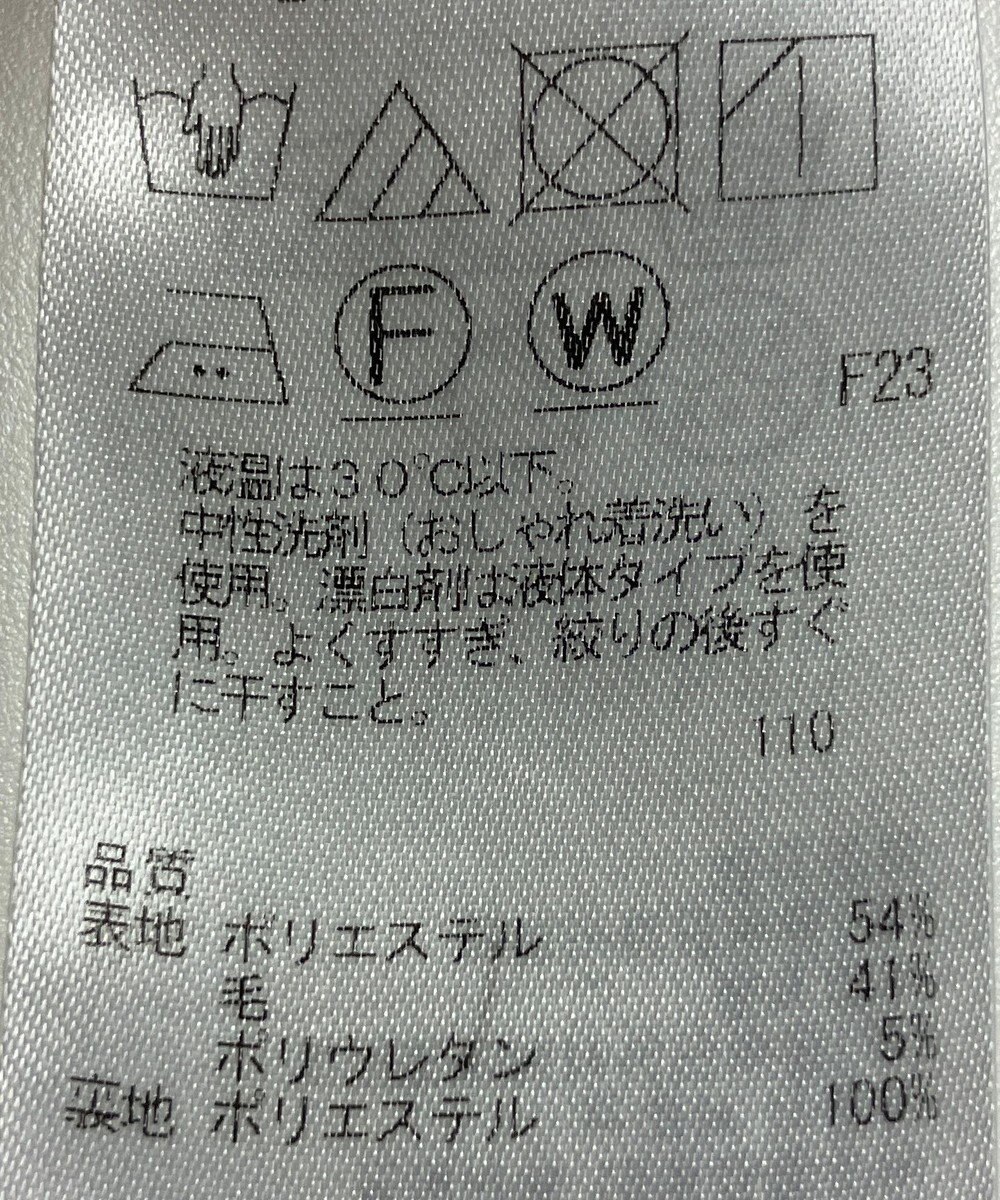 F
W
F23
液温は30℃以下。
中性洗剤(おしゃれ着洗い)を
使用。漂白剤は液体タイプを使
用。よくすすぎ、絞りの後すぐ
に干すこと。
110
品質
表地 ポリエステル 54%
毛 41%
ポリウレタン 5%
裏地 ポリエステル 100%